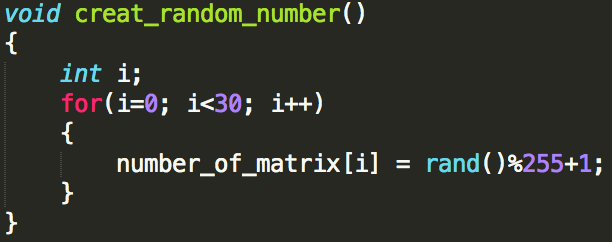 void creat_random_number()
{
    int i;
    for(i=0; i<30; i++)
    {
        number_of_matrix[i] = rand()%255+1;
    }
}